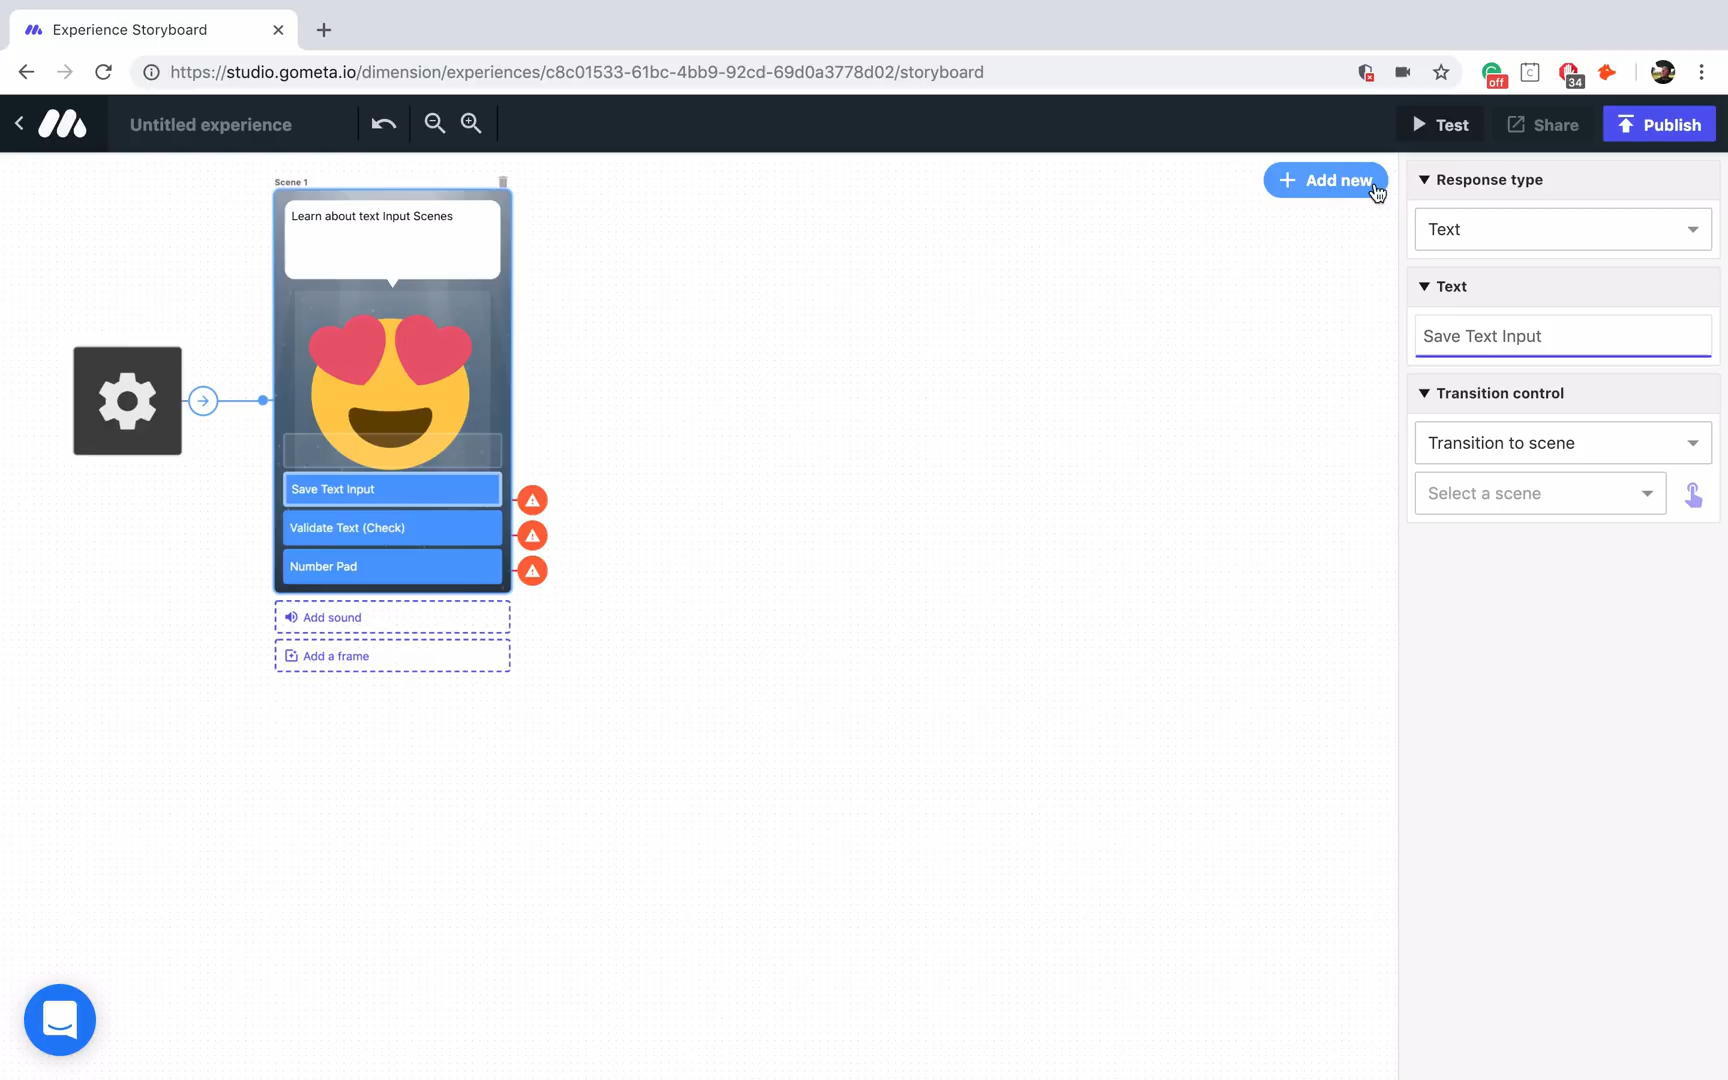 Experience Storyboard
https://studio.gometa.io/dimension/experiences/c8c01533-61bc-4bb9-92cd-69d0a3778d02/storyboard
off
C
34
Untitled experience
Test
Share
Publish
Scene 1
Add new
Learn about text Input Scenes
Save Text Input
Validate Text (Check)
Number Pad
Add sound
Add a frame
Response type
Text
Text
Save Text Input
Transition control
Transition to scene
Select a scene